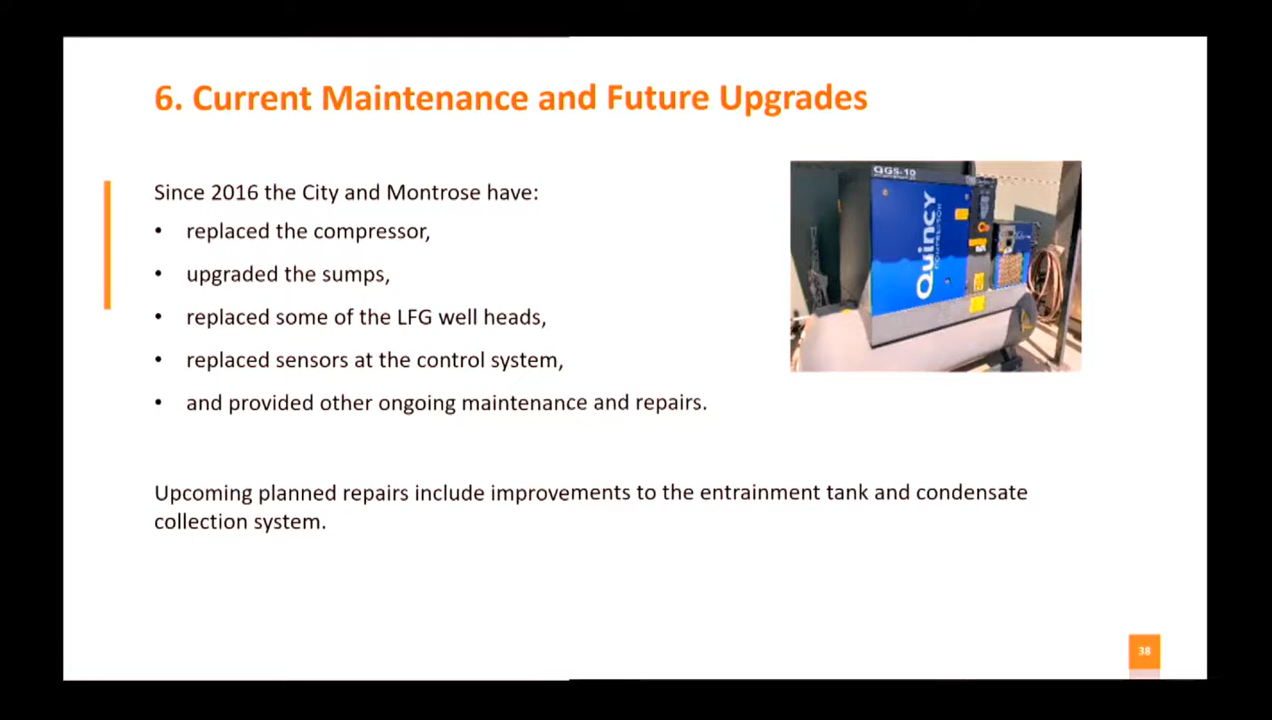 6. Current Maintenance and Future Upgrades
Since 2016 the City and Montrose have:
• replaced the compressor,
• upgraded the sumps,
• replaced some of the LFG well heads,
• replaced sensors at the control system,
• and provided other ongoing maintenance and repairs.
QGS-10
Quincy
COMPRESSOR
Upcoming planned repairs include improvements to the entrainment tank and condensate
collection system.
38